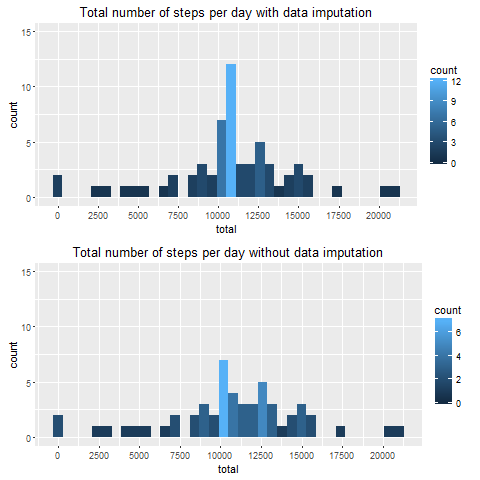 Total number of steps per day with data imputation
15
10
5
0
count
0 2500 5000 7500 10000 12500 15000 17500 20000
total
count
12
9
6
3
0
Total number of steps per day without data imputation
15
10
5
0
count
0 2500 5000 7500 10000 12500 15000 17500 20000
total
count
6
4
2
0